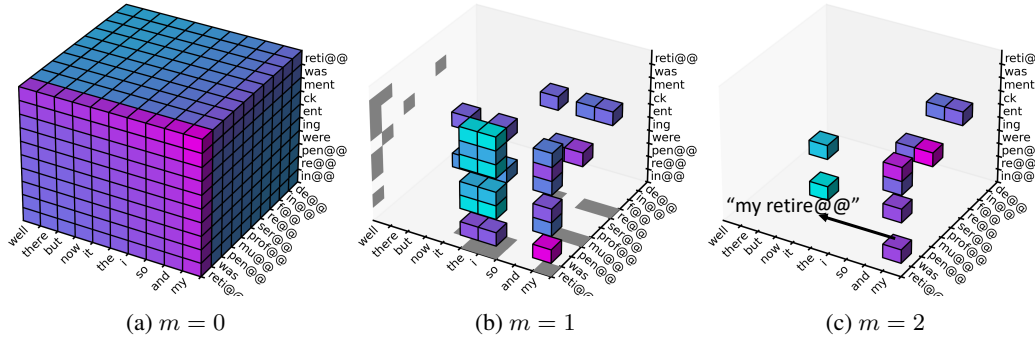 reti@@
was
ment
ck
ent
ing
were
pen@@
re@@
in@@
de@@
in@@
f@@
re@@
ser@@
prof@@
mu@@
pen@@
was
well
there
but
now
it
the
i
so
and
my
(a) m = 0
reti@@
was
ment
ck
ent
ing
were
pen@@
re@@
in@@
de@@
in@@
f@@
re@@
ser@@
prof@@
mu@@
pen@@
was
well
there
but
now
it
the
i
so
and
my
(b) m = 1
reti@@
was
ment
ck
ent
ing
were
pen@@
re@@
in@@
de@@
in@@
f@@
re@@
ser@@
prof@@
mu@@
pen@@
was
well
there
but
now
it
the
i
so
and
my
“my retire@@”
(c) m = 2